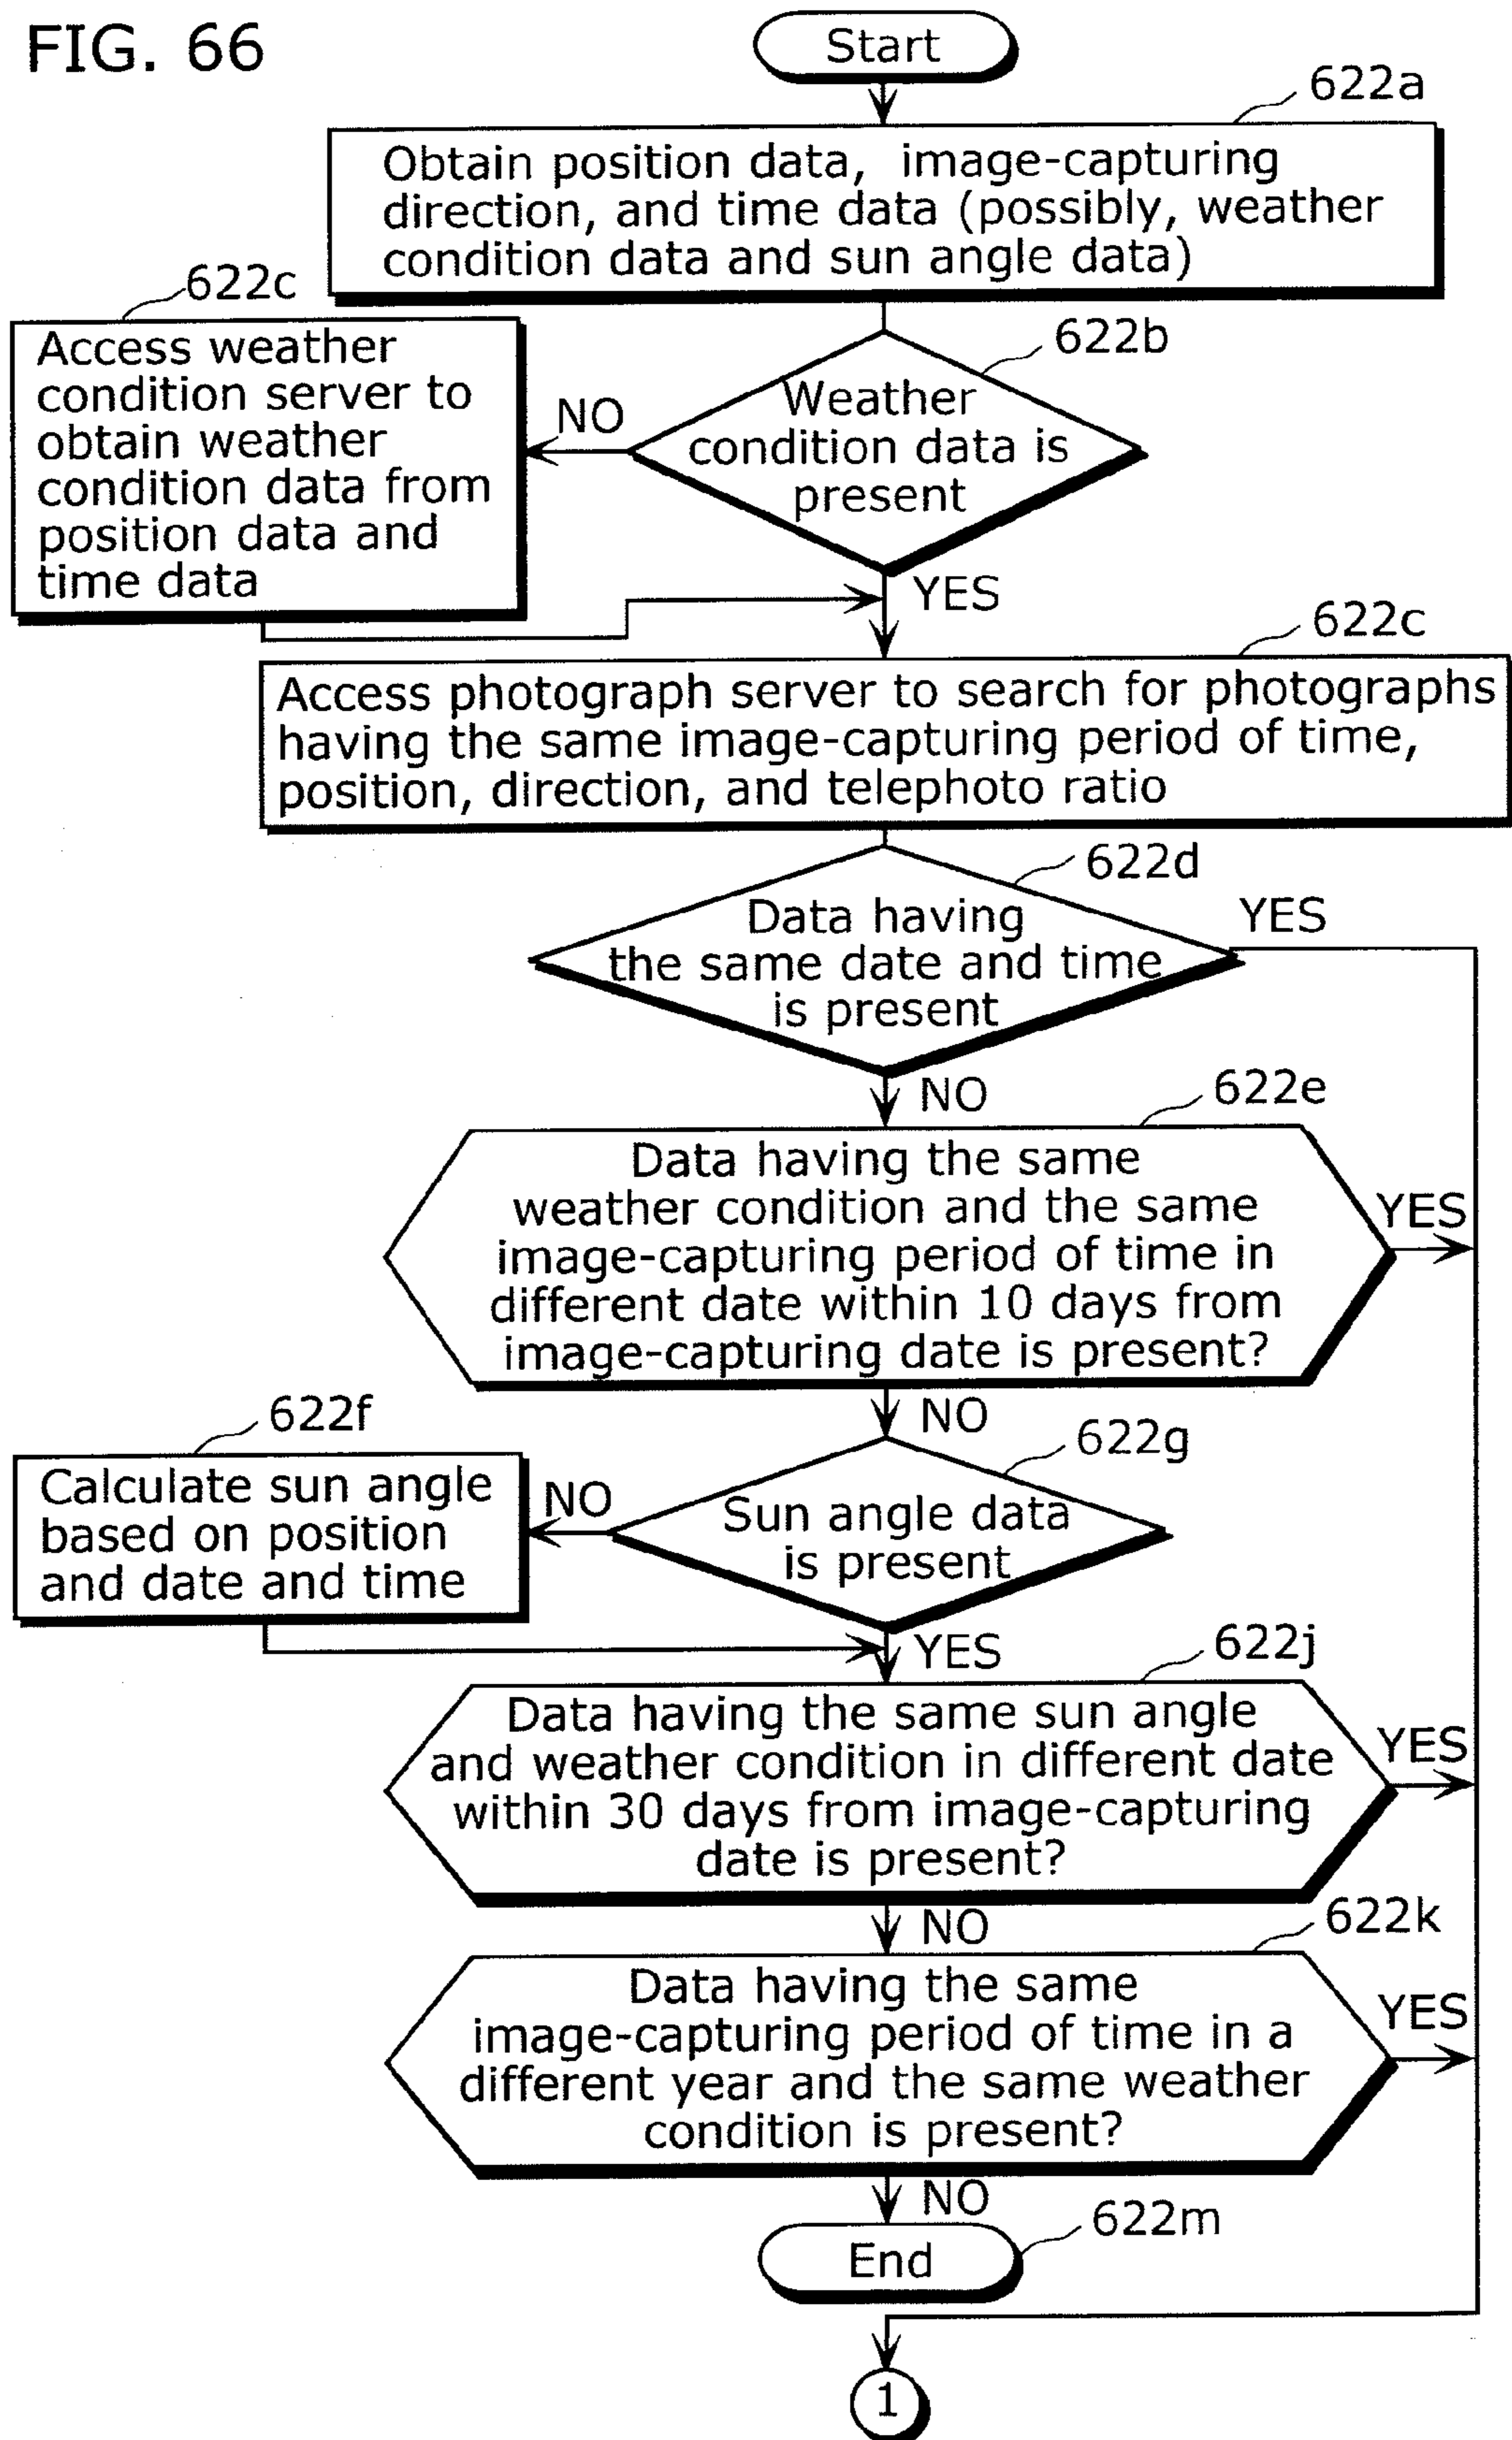 FIG. 66
Start
622a
Obtain position data, image-capturing
direction, and time data (possibly, weather
condition data and sun angle data)
622c
Access weather
condition server to
obtain weather
condition data from
position data and
time data
622b
Weather
condition data is
present
NO
YES
622c
Access photograph server to search for photographs
having the same image-capturing period of time,
position, direction, and telephoto ratio
622d
Data having
the same date and time
is present
YES
NO
622e
Data having the same
weather condition and the same
image-capturing period of time in
different date within 10 days from
image-capturing date is present?
YES
NO
622f
Calculate sun angle
based on position
and date and time
622g
Sun angle data
is present
NO
YES
622j
Data having the same sun angle
and weather condition in different date
within 30 days from image-capturing
date is present?
YES
NO
622k
Data having the same
image-capturing period of time in a
different year and the same weather
condition is present?
YES
NO
622m
End
1